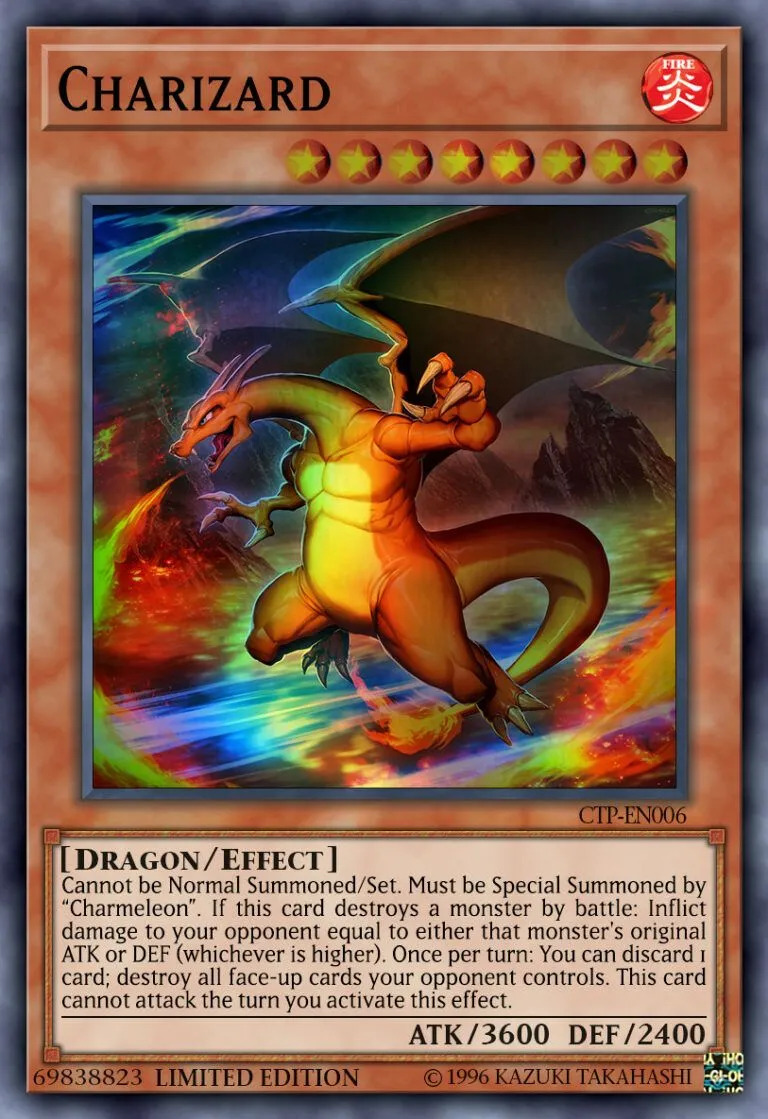 CHARIZARD
FIRE
炎
CTP-EN006
[DRAGON/EFFECT]
Cannot be Normal Summoned/Set. Must be Special Summoned by
“Charmeleon”. If this card destroys a monster by battle: Inflict
damage to your opponent equal to either that monster's original
ATK or DEF (whichever is higher). Once per turn: You can discard 1
card; destroy all face-up cards your opponent controls. This card
cannot attack the turn you activate this effect.
ATK/3600 DEF/2400
69838823 LIMITED EDITION © 1996 KAZUKI TAKAHASHI